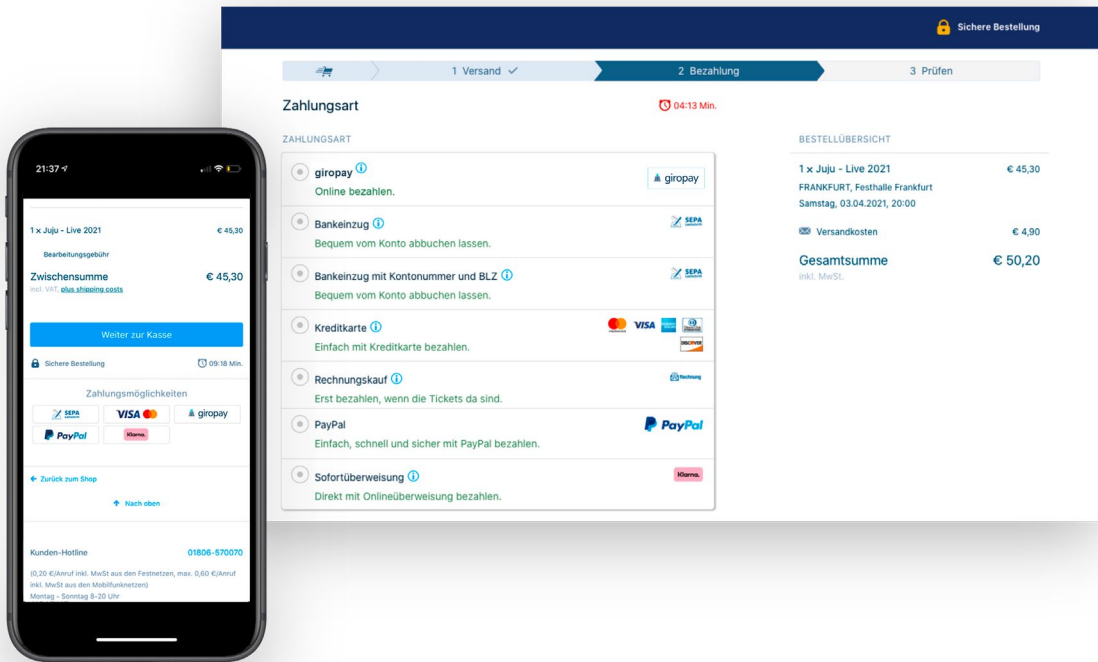 Sichere Bestellung
1 Versand
2 Bezahlung
3 Prüfen
Zahlungsart
04:13 Min.
ZAHLUNGSART
giropay
Online bezahlen.
giropay
Bankeinzug
Bequem vom Konto abbuchen lassen.
SEPA
Bankeinzug mit Kontonummer und BLZ
Bequem vom Konto abbuchen lassen.
SEPA
Kreditkarte
Einfach mit Kreditkarte bezahlen.
VISA
DISCOVER
Rechnungskauf
Erst bezahlen, wenn die Tickets da sind.
Rechnung
PayPal
Einfach, schnell und sicher mit PayPal bezahlen.
PayPal
Sofortüberweisung
Direkt mit Onlineüberweisung bezahlen.
Klarna.
BESTELLÜBERSICHT
1 x Juju - Live 2021 € 45,30
FRANKFURT, Festhalle Frankfurt
Samstag, 03.04.2021, 20:00
Versandkosten € 4,90
Gesamtsumme € 50,20
inkl. MwSt.
21:37
1 x Juju - Live 2021 € 45,30
Bearbeitungsgebühr
Zwischensumme € 45,30
incl. VAT, plus shipping costs
Weiter zur Kasse
Sichere Bestellung 09:18 Min.
Zahlungsmöglichkeiten
SEPA VISA giropay
PayPal Klarna.
Zurück zum Shop
Nach oben
Kunden-Hotline 01806-570070
(0,20 €/Anruf inkl. MwSt aus den Festnetzen, max. 0,60 €/Anruf
inkl. MwSt aus den Mobilfunknetzen)
Montag - Sonntag 8-20 Uhr